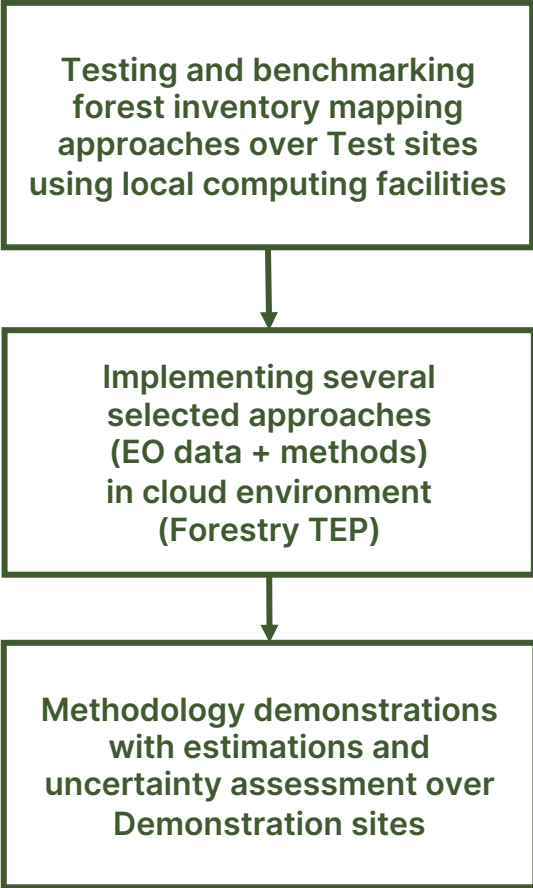 Testing and benchmarking
forest inventory mapping
approaches over Test sites
using local computing facilities
Implementing several
selected approaches
(EO data + methods)
in cloud environment
(Forestry TEP)
Methodology demonstrations
with estimations and
uncertainty assessment over
Demonstration sites